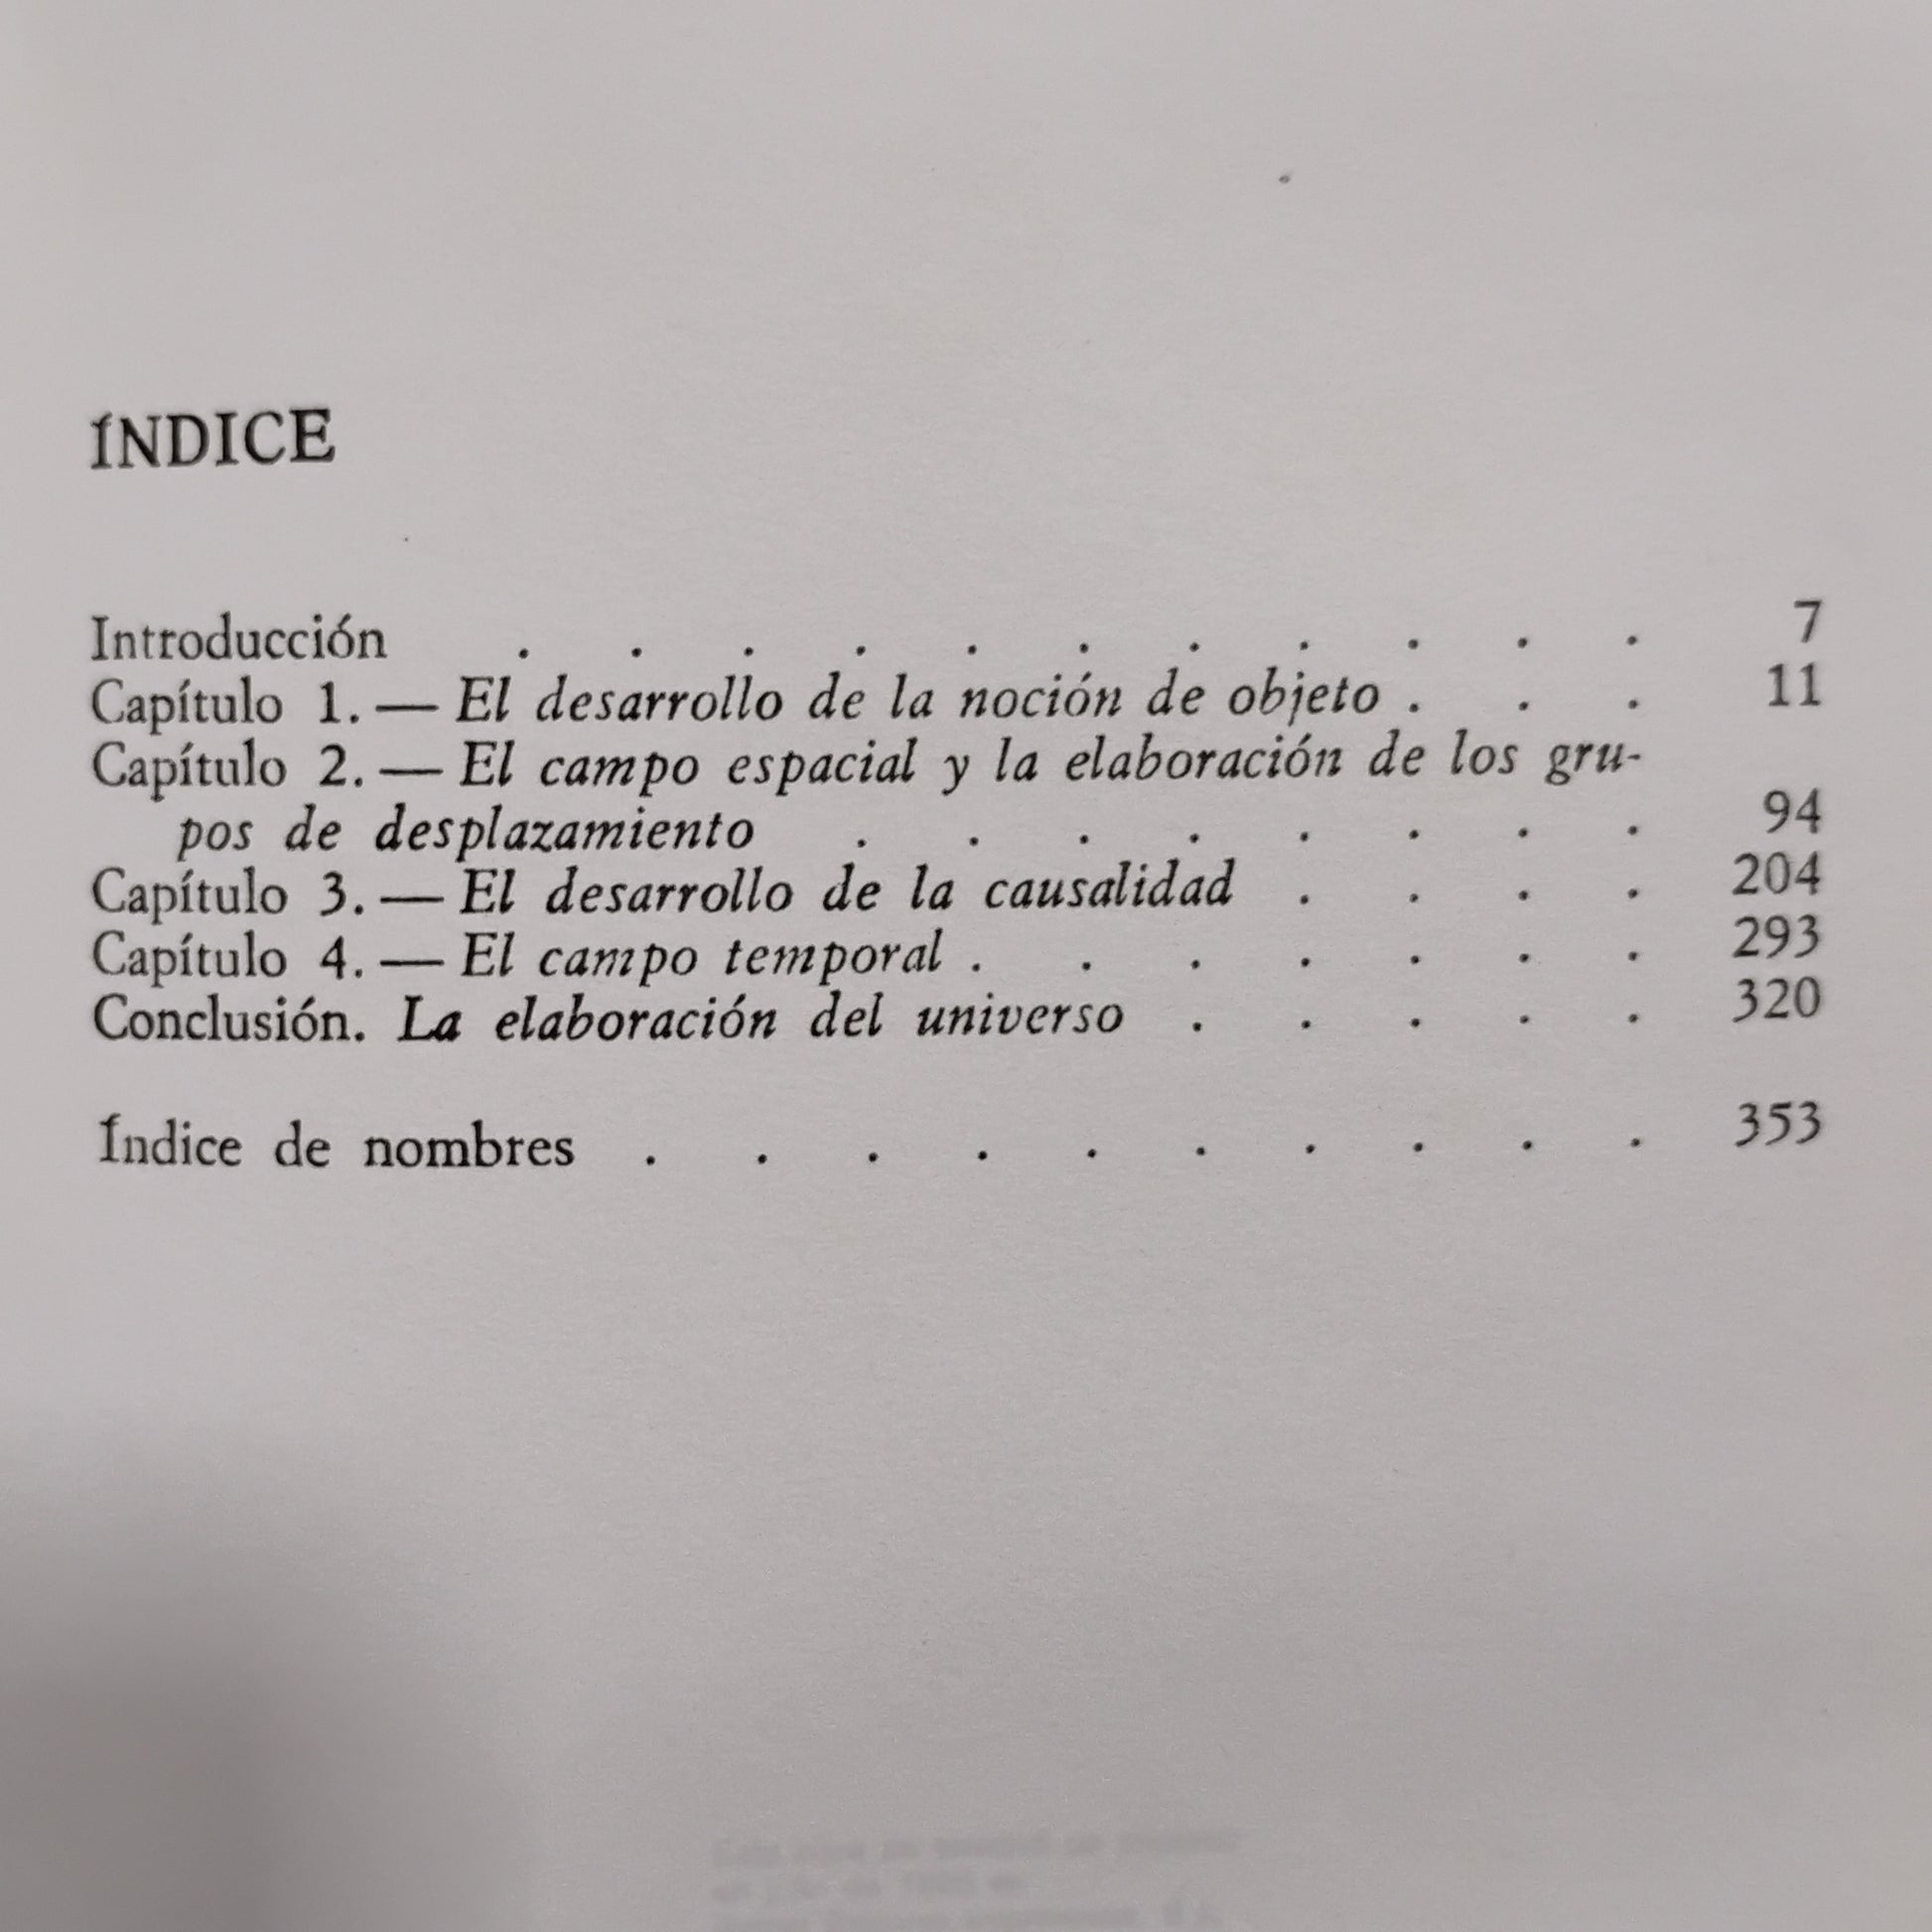 ÍNDICE
Introducción . . . . . . . . . . . 7
Capítulo 1. — El desarrollo de la noción de objeto . . . 11
Capítulo 2. — El campo espacial y la elaboración de los gru-
pos de desplazamiento . . . . . . . . 94
Capítulo 3. — El desarrollo de la causalidad . . . . 204
Capítulo 4. — El campo temporal . . . . . . . 293
Conclusión. La elaboración del universo . . . . . 320
Índice de nombres . . . . . . . . . . 353